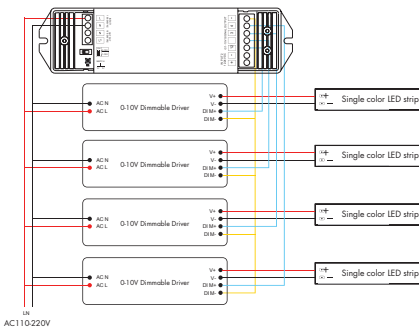 AC N
AC L
0-10V Dimmable Driver
V+
V-
DIM+
DIM-
Single color LED strip
AC N
AC L
0-10V Dimmable Driver
V+
V-
DIM+
DIM-
Single color LED strip
AC N
AC L
0-10V Dimmable Driver
V+
V-
DIM+
DIM-
Single color LED strip
AC N
AC L
0-10V Dimmable Driver
V+
V-
DIM+
DIM-
Single color LED strip
LN
AC110-220V